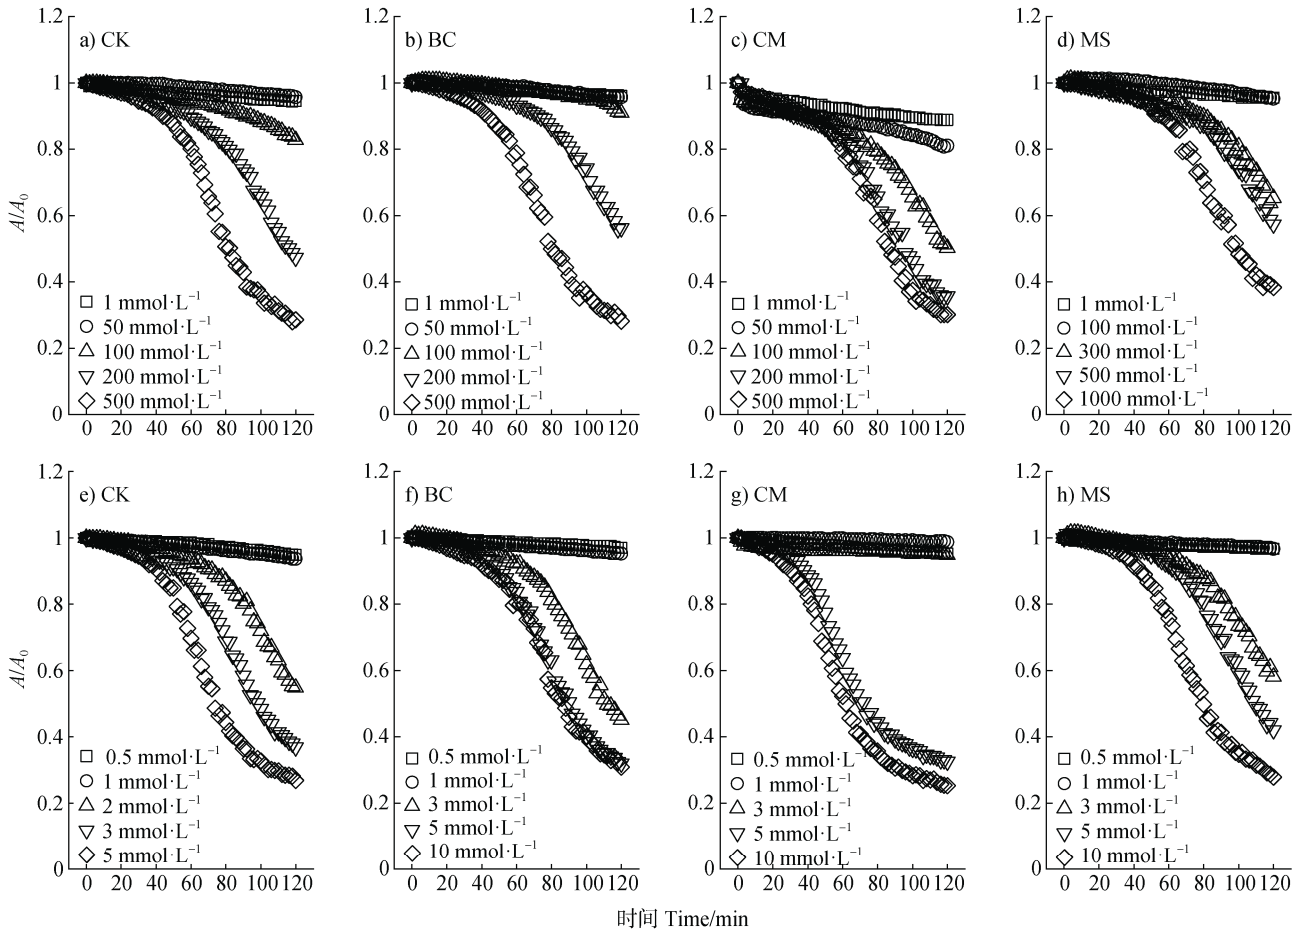 1.2
1
0.8
0.6
0.4
0.2
0
A/A₀
a) CK
□ 1 mmol·L⁻¹
○ 50 mmol·L⁻¹
△ 100 mmol·L⁻¹
▽ 200 mmol·L⁻¹
◇ 500 mmol·L⁻¹
0 20 40 60 80 100 120
1.2
1
0.8
0.6
0.4
0.2
0
b) BC
□ 1 mmol·L⁻¹
○ 50 mmol·L⁻¹
△ 100 mmol·L⁻¹
▽ 200 mmol·L⁻¹
◇ 500 mmol·L⁻¹
0 20 40 60 80 100 120
1.2
1
0.8
0.6
0.4
0.2
0
c) CM
□ 1 mmol·L⁻¹
○ 50 mmol·L⁻¹
△ 100 mmol·L⁻¹
▽ 200 mmol·L⁻¹
◇ 500 mmol·L⁻¹
0 20 40 60 80 100 120
1.2
1
0.8
0.6
0.4
0.2
0
d) MS
□ 1 mmol·L⁻¹
○ 100 mmol·L⁻¹
△ 300 mmol·L⁻¹
▽ 500 mmol·L⁻¹
◇ 1000 mmol·L⁻¹
0 20 40 60 80 100 120
1.2
1
0.8
0.6
0.4
0.2
0
A/A₀
e) CK
□ 0.5 mmol·L⁻¹
○ 1 mmol·L⁻¹
△ 2 mmol·L⁻¹
▽ 3 mmol·L⁻¹
◇ 5 mmol·L⁻¹
0 20 40 60 80 100 120
1.2
1
0.8
0.6
0.4
0.2
0
f) BC
□ 0.5 mmol·L⁻¹
○ 1 mmol·L⁻¹
△ 3 mmol·L⁻¹
▽ 5 mmol·L⁻¹
◇ 10 mmol·L⁻¹
0 20 40 60 80 100 120
1.2
1
0.8
0.6
0.4
0.2
0
g) CM
□ 0.5 mmol·L⁻¹
○ 1 mmol·L⁻¹
△ 3 mmol·L⁻¹
▽ 5 mmol·L⁻¹
◇ 10 mmol·L⁻¹
0 20 40 60 80 100 120
1.2
1
0.8
0.6
0.4
0.2
0
h) MS
□ 0.5 mmol·L⁻¹
○ 1 mmol·L⁻¹
△ 3 mmol·L⁻¹
▽ 5 mmol·L⁻¹
◇ 10 mmol·L⁻¹
0 20 40 60 80 100 120
时间 Time/min